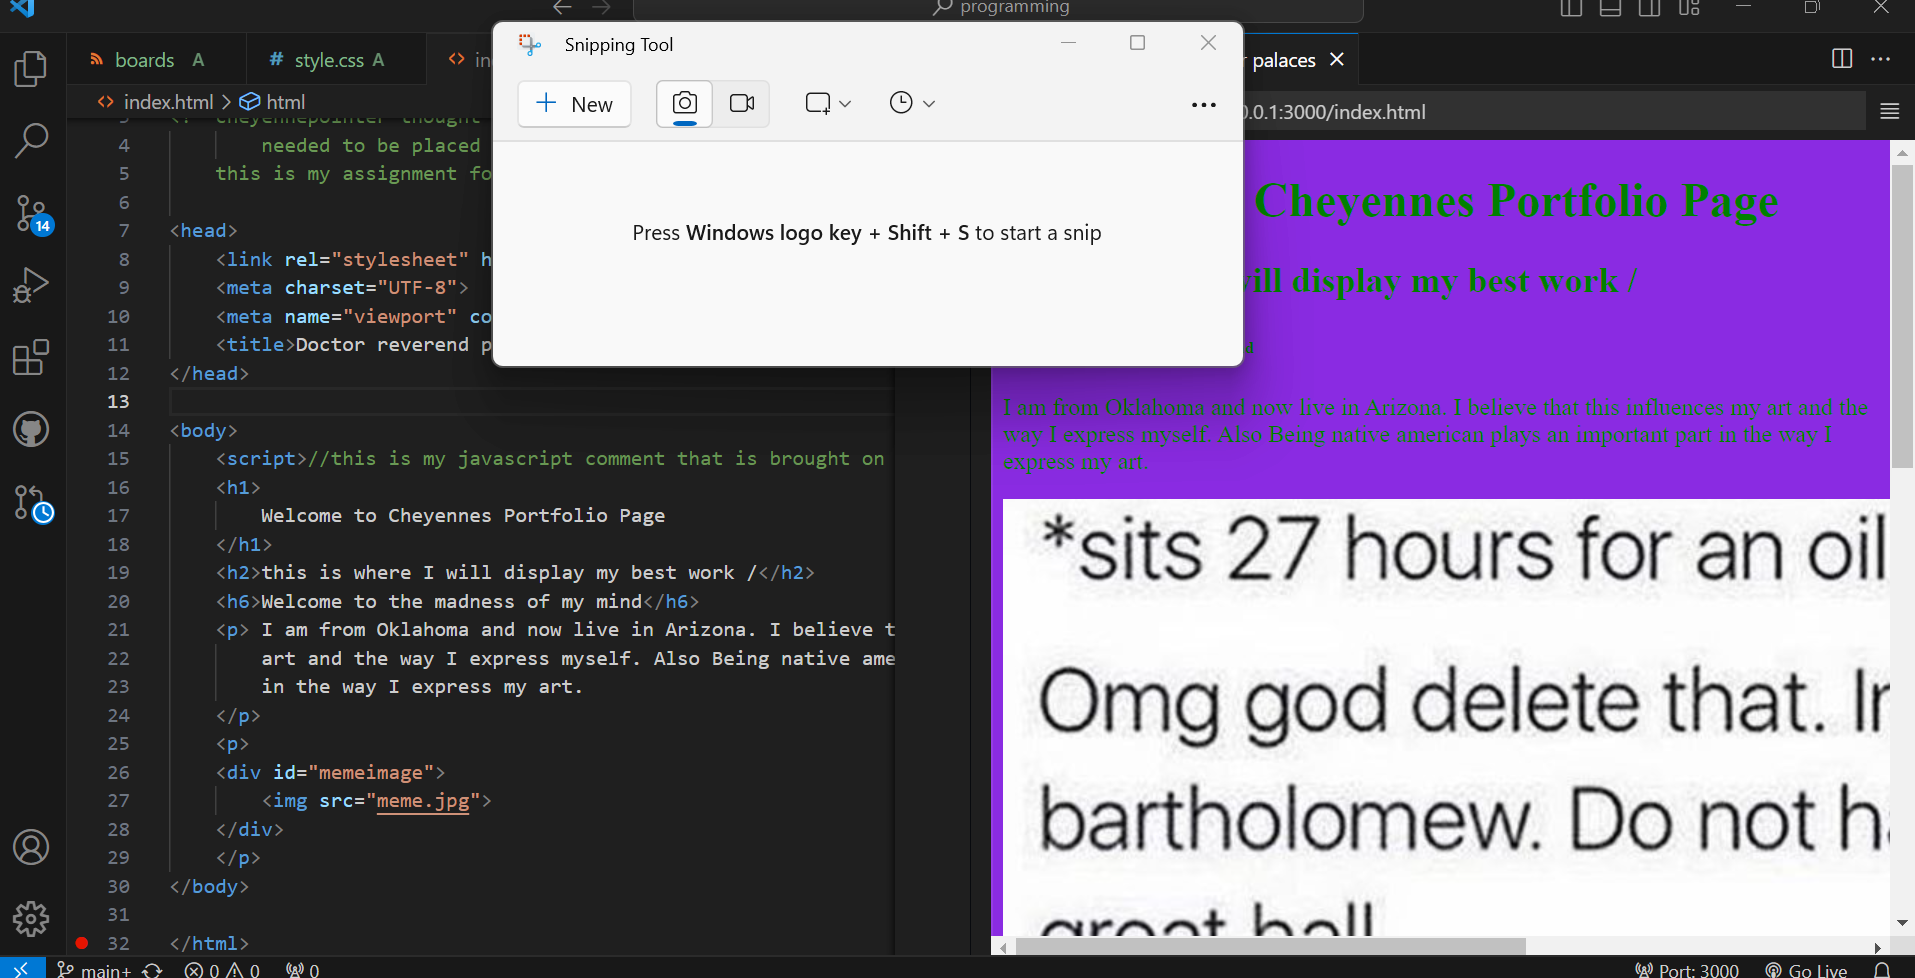 programming
boards A
# style.css A
in
r palaces
Snipping Tool
New
Press Windows logo key + Shift + S to start a snip
index.html > html
0.0.1:3000/index.html
3 <!-- cheyennepointer thought
4 needed to be placed
5 this is my assignment fo
6
7 <head>
8 <link rel="stylesheet" h
9 <meta charset="UTF-8">
10 <meta name="viewport" co
11 <title>Doctor reverend p
12 </head>
13
14 <body>
15 <script>//this is my javascript comment that is brought on
16 <h1>
17 Welcome to Cheyennes Portfolio Page
18 </h1>
19 <h2>this is where I will display my best work /</h2>
20 <h6>Welcome to the madness of my mind</h6>
21 <p> I am from Oklahoma and now live in Arizona. I believe t
22 art and the way I express myself. Also Being native ame
23 in the way I express my art.
24 </p>
25 <p>
26 <div id="memeimage">
27 <img src="meme.jpg">
28 </div>
29 </p>
30 </body>
31
32 </html>
Cheyennes Portfolio Page
will display my best work /
d
I am from Oklahoma and now live in Arizona. I believe that this influences my art and the
way I express myself. Also Being native american plays an important part in the way I
express my art.
*sits 27 hours for an oil
Omg god delete that. Ir
bartholomew. Do not ha
great hall
14
main+ 0 0 0
Port: 3000 Go Live